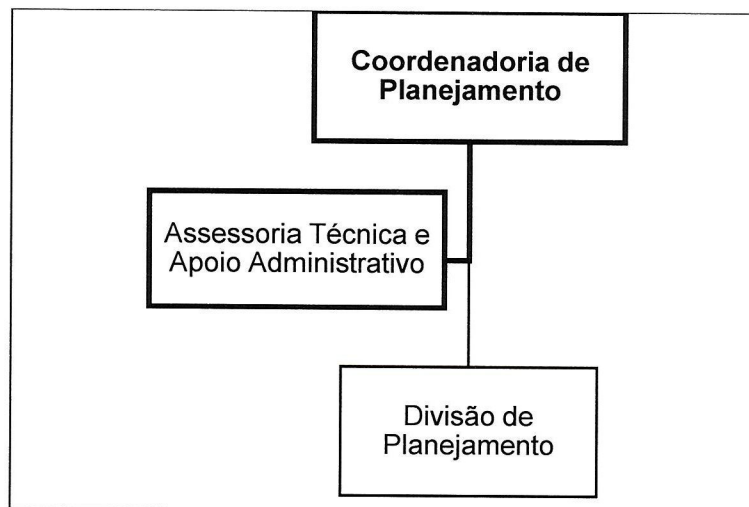 Coordenadoria de
Planejamento
Assessoria Técnica e
Apoio Administrativo
Divisão de
Planejamento